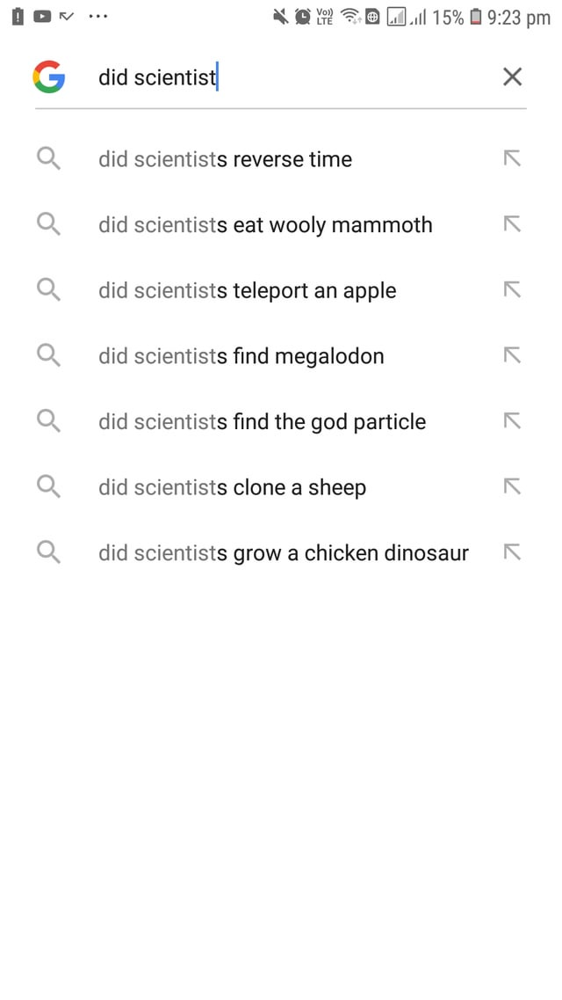 Vo))
LTE
15%
9:23 pm
did scientist
did scientists reverse time
did scientists eat wooly mammoth
did scientists teleport an apple
did scientists find megalodon
did scientists find the god particle
did scientists clone a sheep
did scientists grow a chicken dinosaur